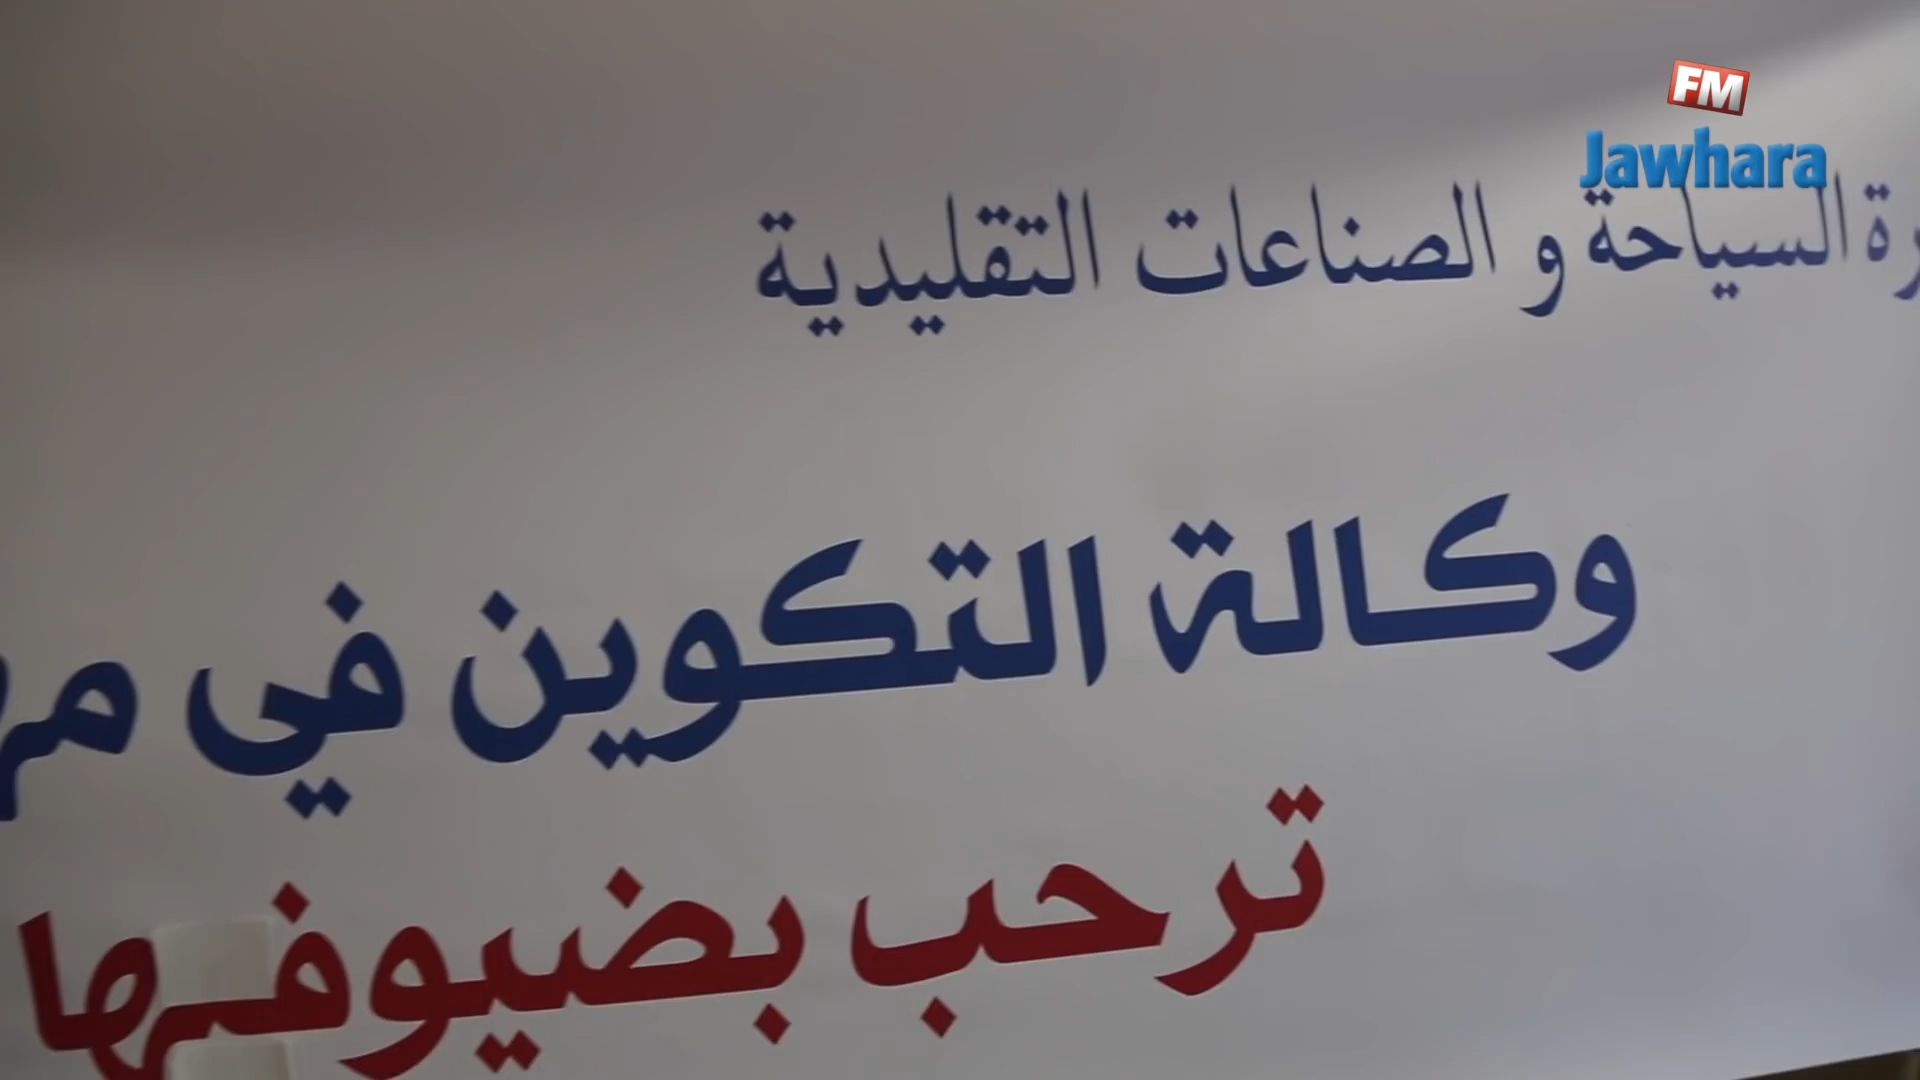 FM
Jawhara
السياحة و الصناعات التقليدية
وكالة التكوين في
ترحب بضيوفها